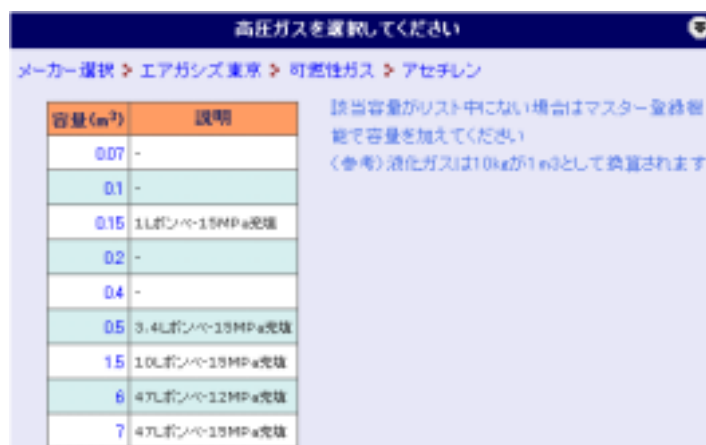 高圧ガスを選択してください
メーカー選択 > エアガシズ東京 > 可燃性ガス > アセチレン
容量(m³) 説明
0.07 -
0.1 -
0.15 1Lボンベ-15MPa充填
0.2 -
0.4 -
0.5 3.4Lボンベ-15MPa充填
1.5 10Lボンベ-15MPa充填
6 47Lボンベ-12MPa充填
7 47Lボンベ-15MPa充填
該当容量がリスト中にない場合はマスター登録機
能で容量を加えてください
(参考)液化ガスは10kgが1m3として換算されます